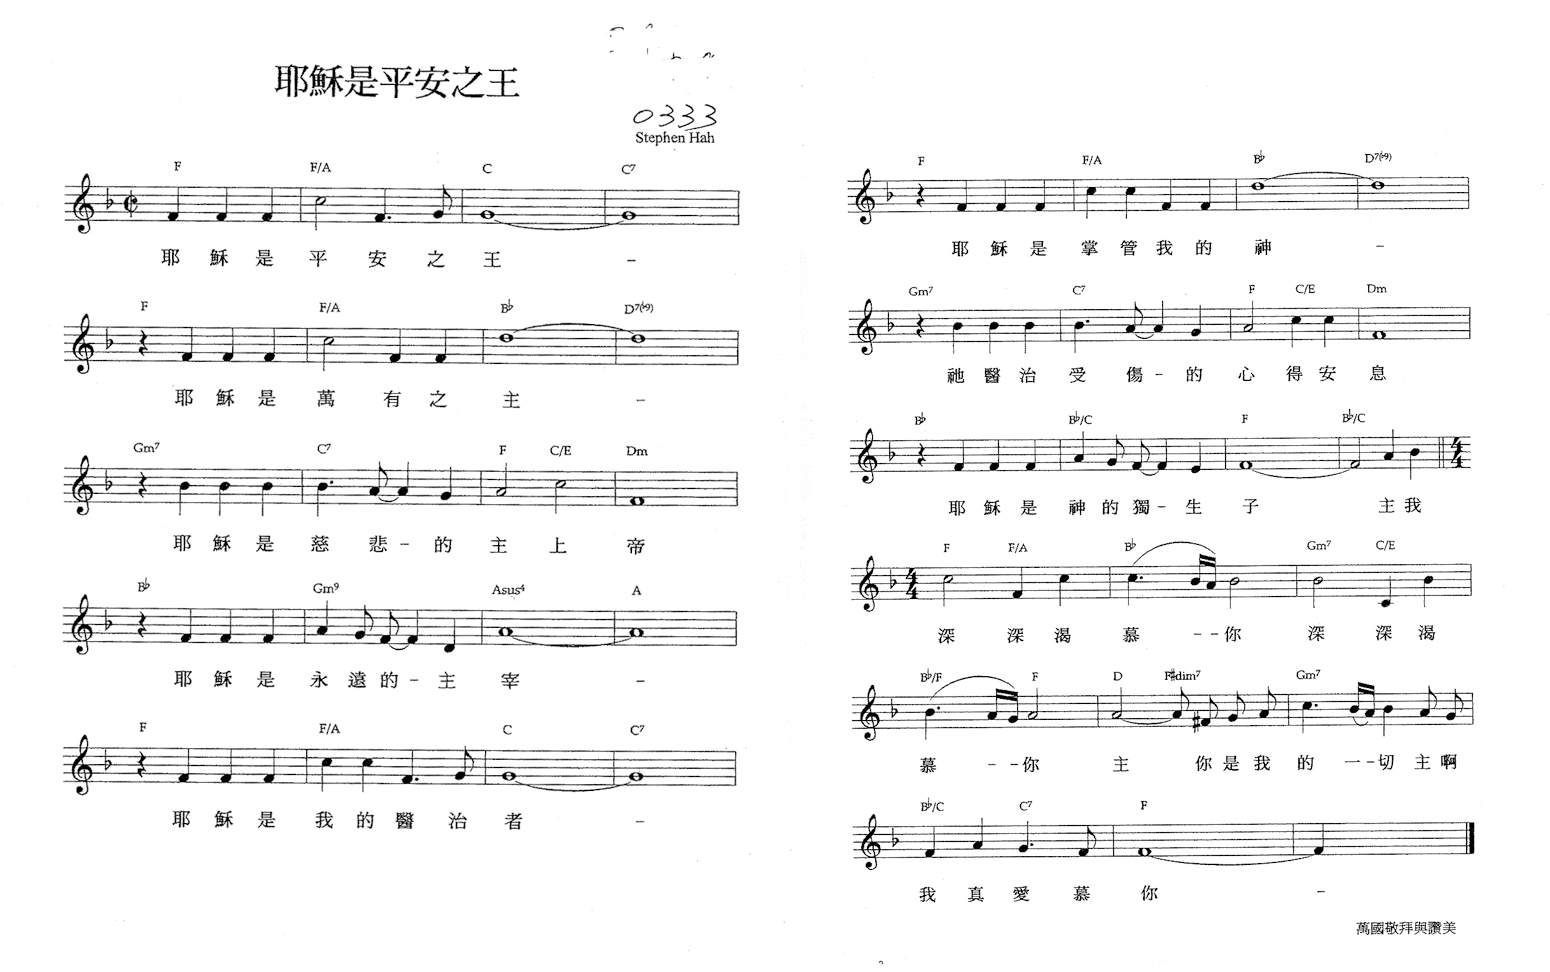 耶穌是平安之王
0333
Stephen Hah
F F/A C C7
耶 穌 是 平 安 之 王 -
F F/A B♭ D7(♭9)
耶 穌 是 萬 有 之 主 -
Gm7 C7 F C/E Dm
耶 穌 是 慈 悲 - 的 主 上 帝
B♭ Gm9 Asus4 A
耶 穌 是 永 遠 的 - 主 宰 -
F F/A C C7
耶 穌 是 我 的 醫 治 者 -
F F/A B♭ D7(♭9)
耶 穌 是 掌 管 我 的 神 -
Gm7 C7 F C/E Dm
祂 醫 治 受 傷 - 的 心 得 安 息
B♭ B♭/C F B♭/C
耶 穌 是 神 的 獨 - 生 子 主 我
F F/A B♭ Gm7 C/E
深 深 渴 慕 - - 你 深 深 渴
B♭/F F D F#dim7 Gm7
慕 - - 你 主 你 是 我 的 一 - - 切 主 啊
B♭/C C7 F
我 真 愛 慕 你 -
萬國敬拜與讚美